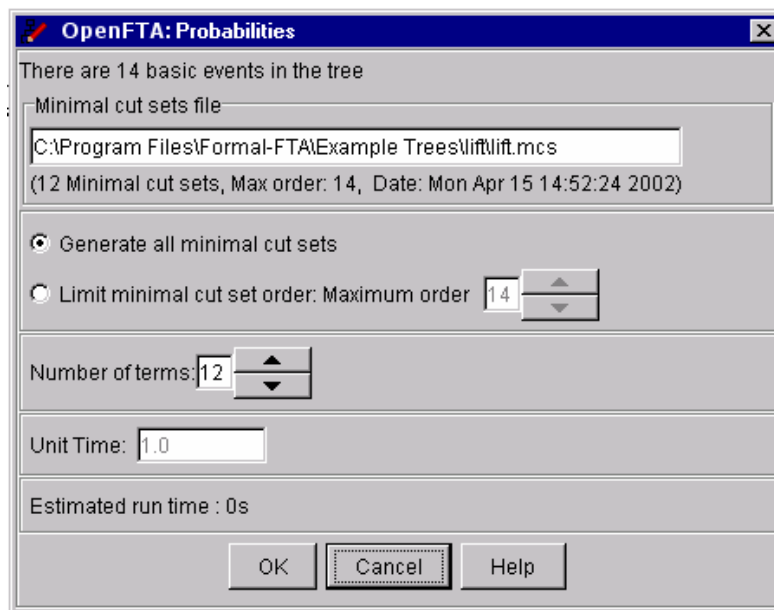 OpenFTA: Probabilities
There are 14 basic events in the tree
Minimal cut sets file
C:\Program Files\Formal-FTA\Example Trees\lift\lift.mcs
(12 Minimal cut sets, Max order: 14,  Date: Mon Apr 15 14:52:24 2002)
Generate all minimal cut sets
Limit minimal cut set order: Maximum order 14
Number of terms: 12
Unit Time: 1.0
Estimated run time : 0s
OK Cancel Help